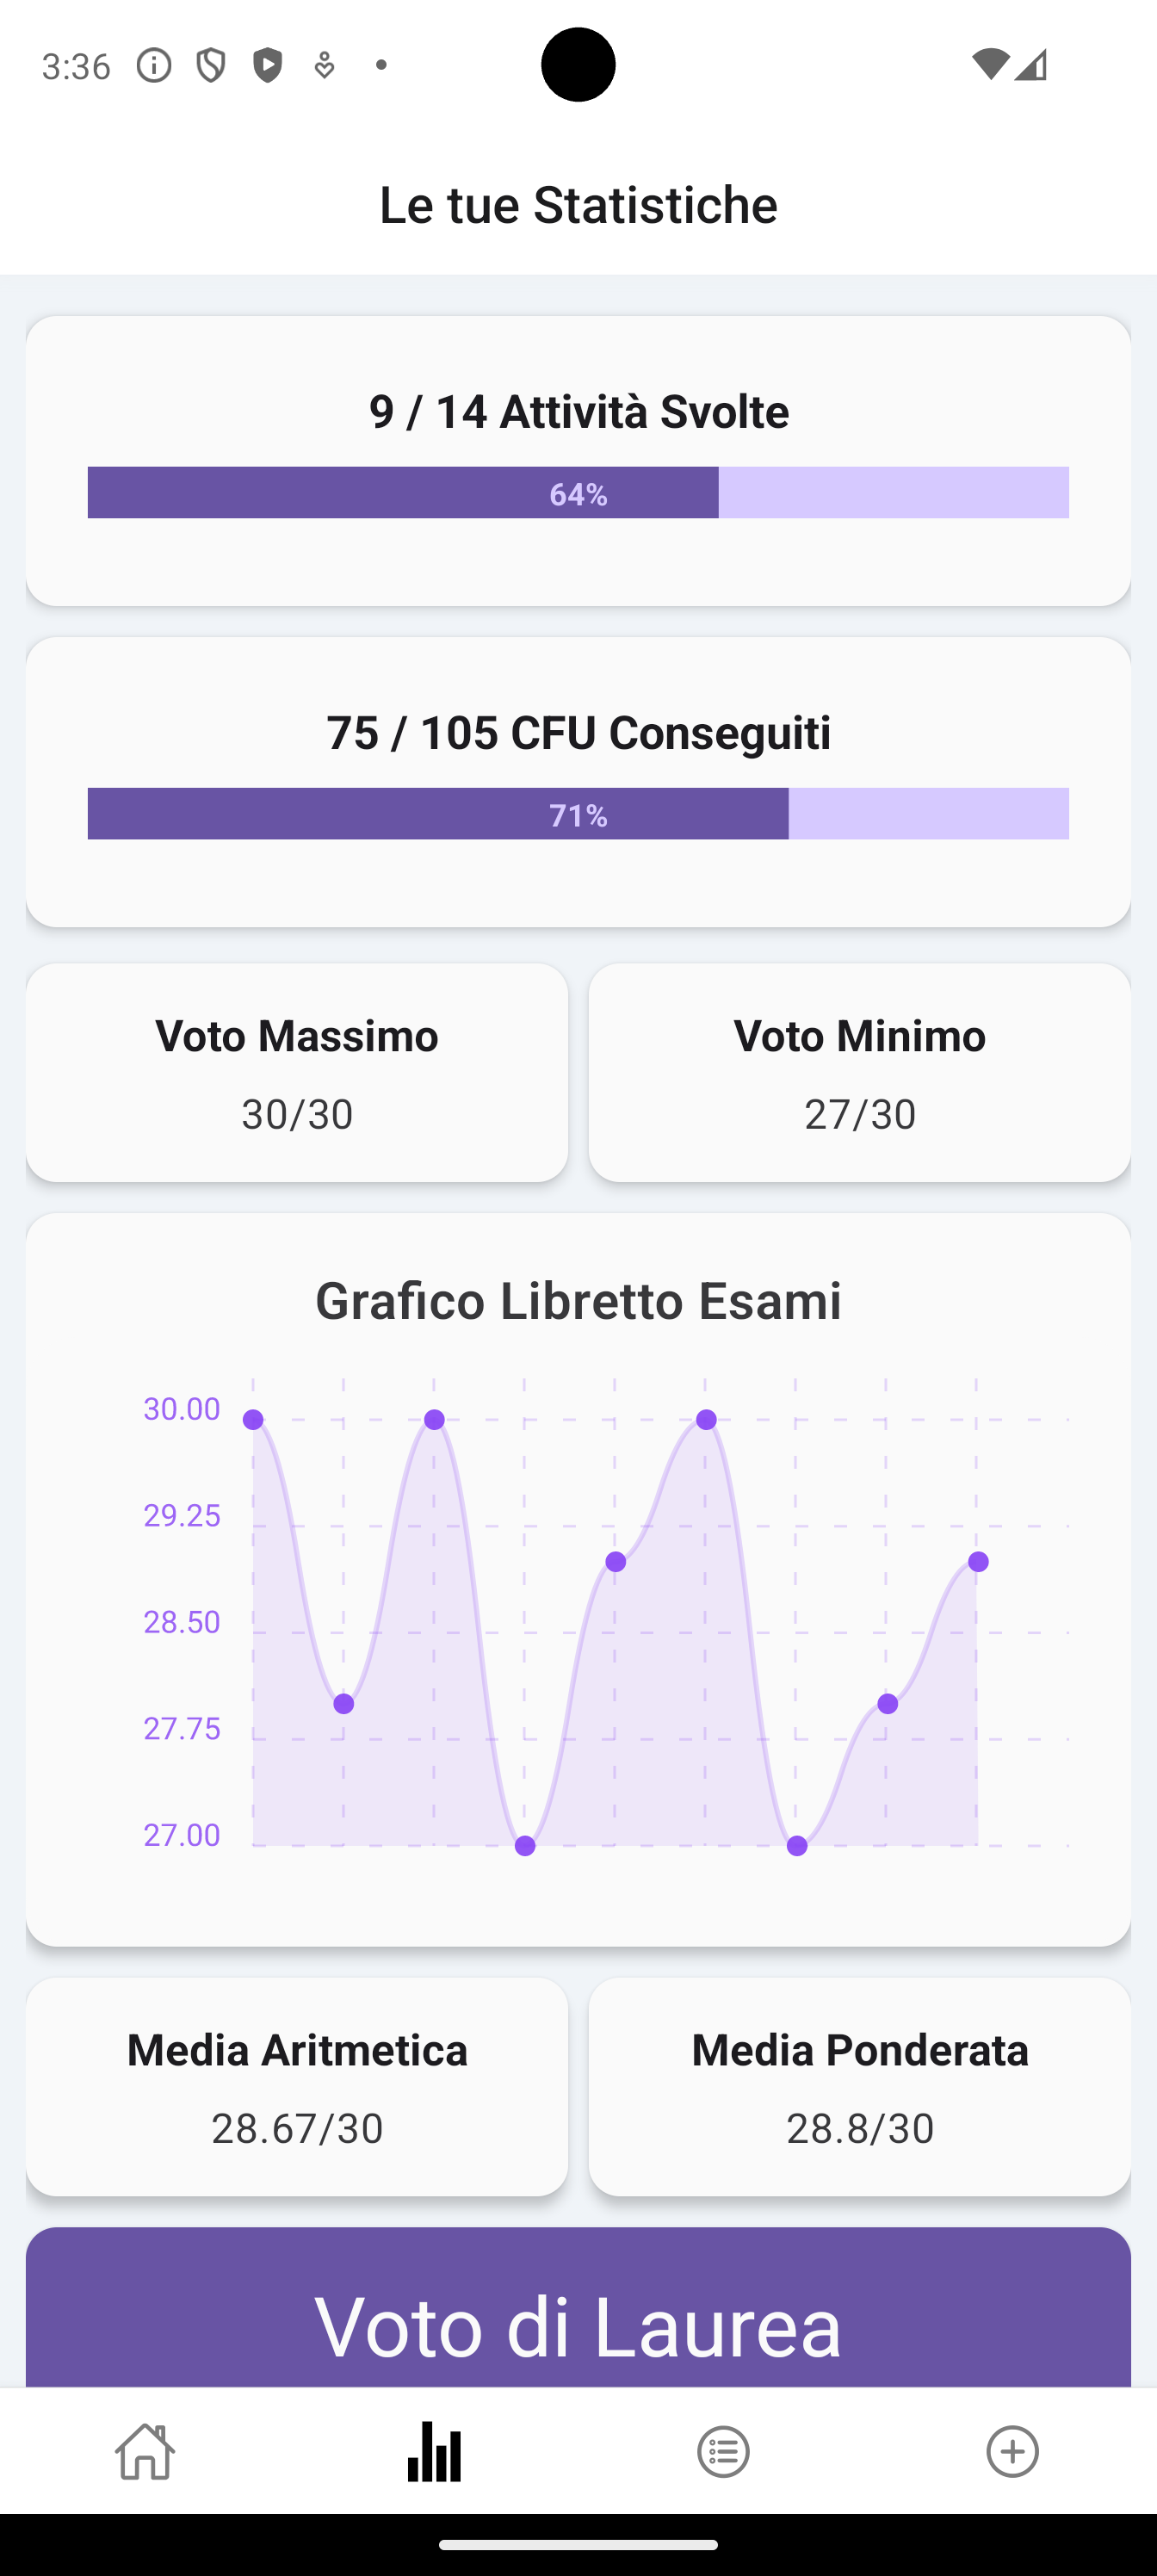 3:36
Le tue Statistiche
9 / 14 Attività Svolte
64%
75 / 105 CFU Conseguiti
71%
Voto Massimo
30/30
Voto Minimo
27/30
Grafico Libretto Esami
30.00
29.25
28.50
27.75
27.00
Media Aritmetica
28.67/30
Media Ponderata
28.8/30
Voto di Laurea